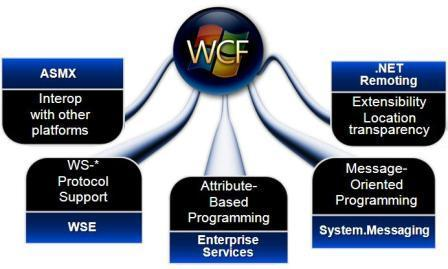 WCF
ASMX
Interop
with other
platforms
.NET
Remoting
Extensibility
Location
transparency
WS-*
Protocol
Support
WSE
Attribute-
Based
Programming
Enterprise
Services
Message-
Oriented
Programming
System.Messaging